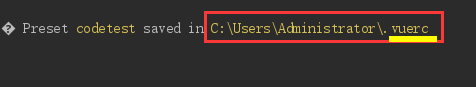 � Preset codetest saved in C:\Users\Administrator\.vuerc